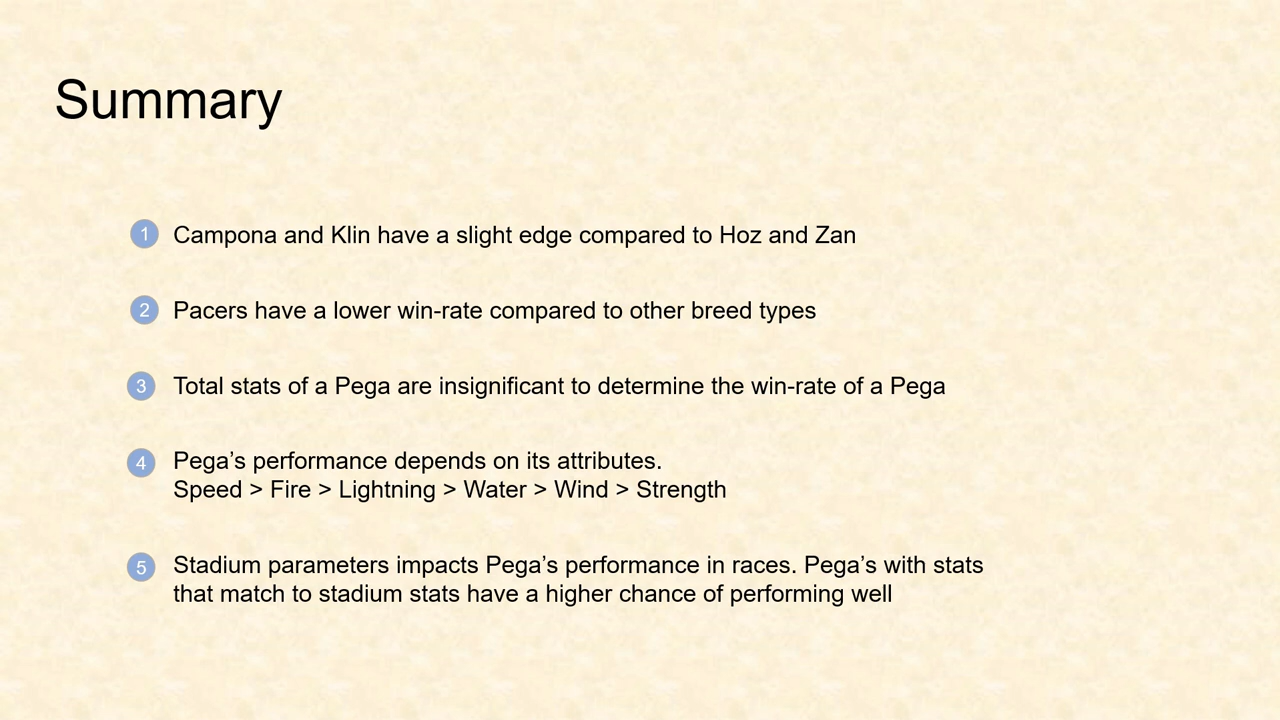 Summary
1 Campona and Klin have a slight edge compared to Hoz and Zan
2 Pacers have a lower win-rate compared to other breed types
3 Total stats of a Pega are insignificant to determine the win-rate of a Pega
4 Pega’s performance depends on its attributes.
Speed > Fire > Lightning > Water > Wind > Strength
5 Stadium parameters impacts Pega’s performance in races. Pega’s with stats
that match to stadium stats have a higher chance of performing well